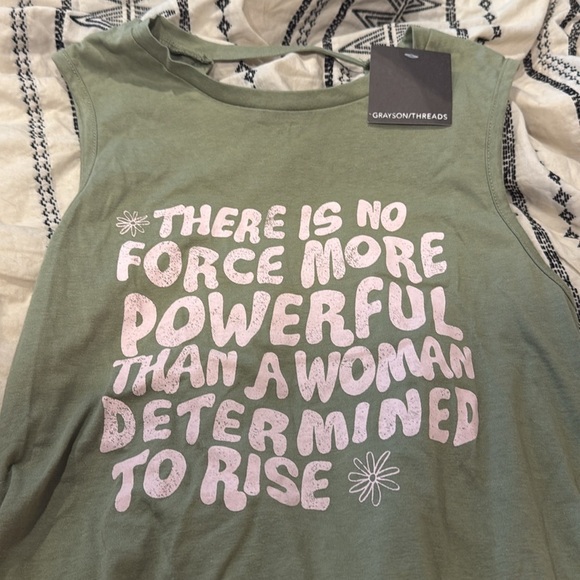 GRAYSON/THREADS
THERE IS NO
FORCE MORE
POWERFUL
THAN A WOMAN
DETERMINED
TO RISE